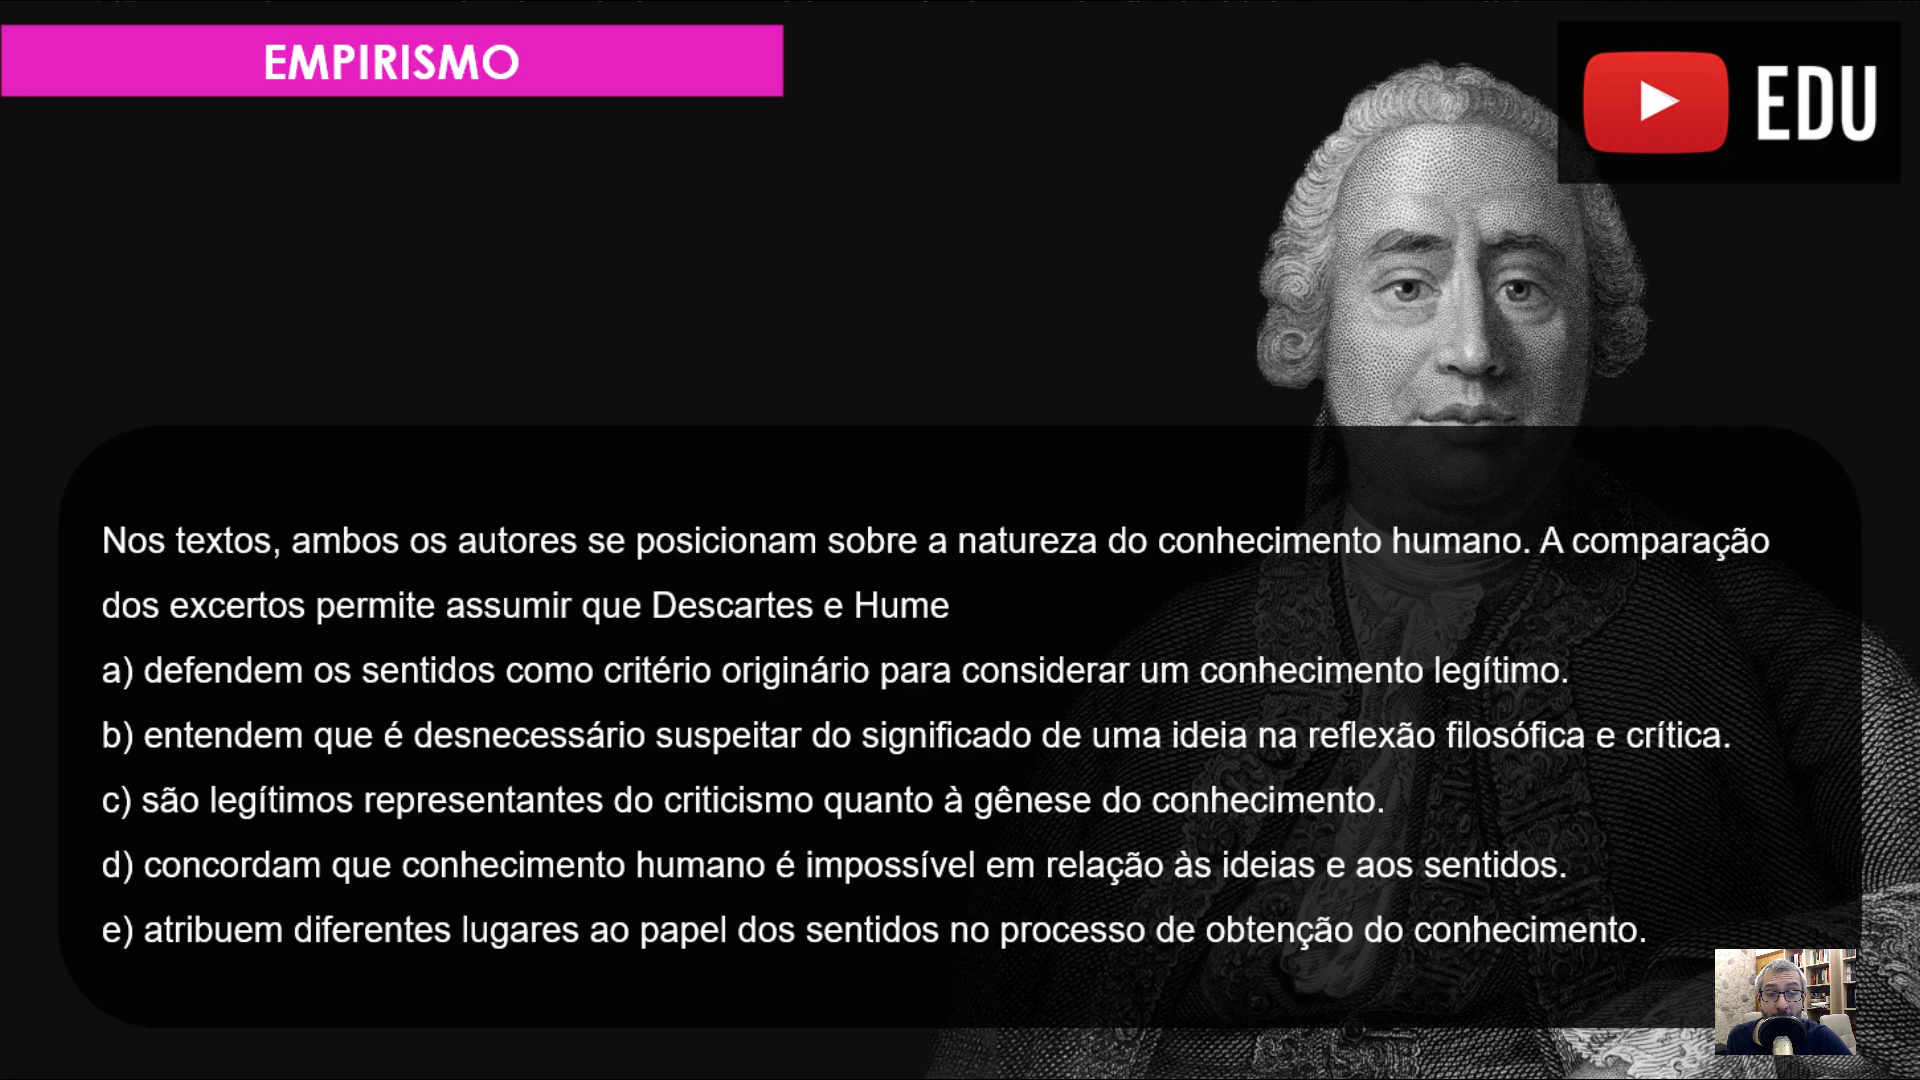 EMPIRISMO
EDU
Nos textos, ambos os autores se posicionam sobre a natureza do conhecimento humano. A comparação
dos excertos permite assumir que Descartes e Hume
a) defendem os sentidos como critério originário para considerar um conhecimento legítimo.
b) entendem que é desnecessário suspeitar do significado de uma ideia na reflexão filosófica e crítica.
c) são legítimos representantes do criticismo quanto à gênese do conhecimento.
d) concordam que conhecimento humano é impossível em relação às ideias e aos sentidos.
e) atribuem diferentes lugares ao papel dos sentidos no processo de obtenção do conhecimento.